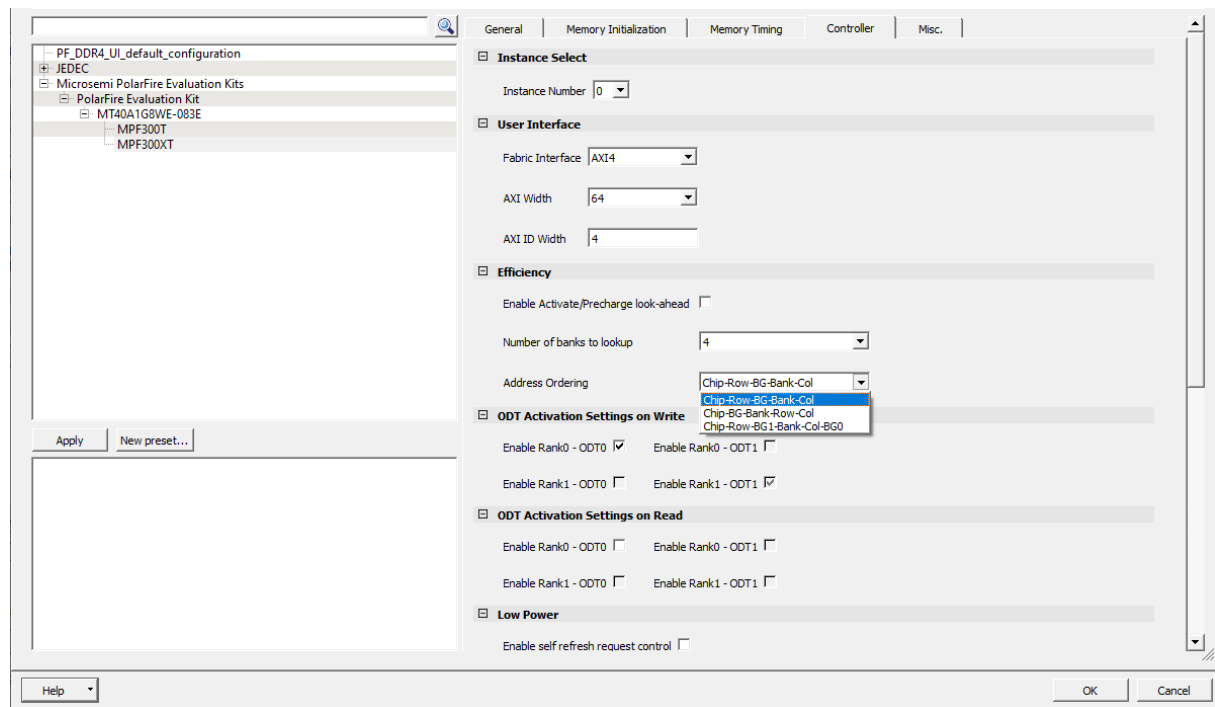 General
Memory Initialization
Memory Timing
Controller
Misc.
PF_DDR4_UI_default_configuration
JEDEC
Microsemi PolarFire Evaluation Kits
PolarFire Evaluation Kit
MT40A1G8WE-083E
MPF300T
MPF300XT
Apply
New preset...
Instance Select
Instance Number 0
User Interface
Fabric Interface AXI4
AXI Width 64
AXI ID Width 4
Efficiency
Enable Activate/Precharge look-ahead
Number of banks to lookup 4
Address Ordering Chip-Row-BG-Bank-Col
Chip-Row-BG-Bank-Col
Chip-BG-Bank-Row-Col
Chip-Row-BG1-Bank-Col-BG0
ODT Activation Settings on Write
Enable Rank0 - ODT0 Enable Rank0 - ODT1
Enable Rank1 - ODT0 Enable Rank1 - ODT1
ODT Activation Settings on Read
Enable Rank0 - ODT0 Enable Rank0 - ODT1
Enable Rank1 - ODT0 Enable Rank1 - ODT1
Low Power
Enable self refresh request control
Help
OK
Cancel